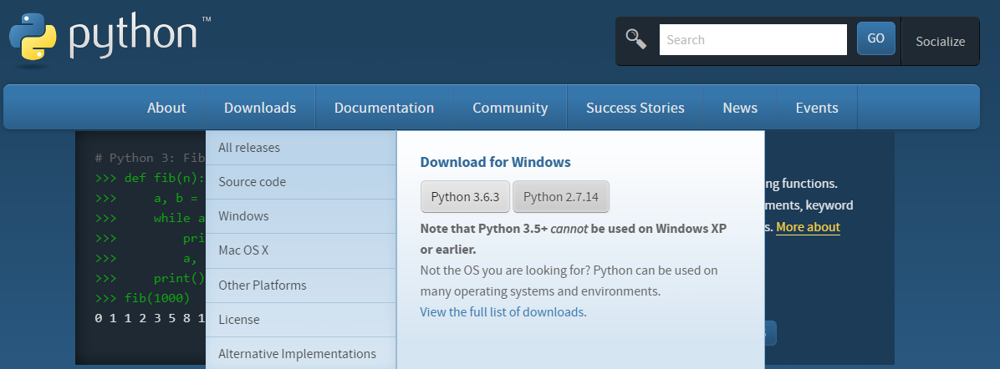 python™
Search
GO
Socialize
About
Downloads
Documentation
Community
Success Stories
News
Events
# Python 3: Fib
>>> def fib(n):
>>>     a, b =
>>>     while a
>>>         pri
>>>         a,
>>>     print()
>>> fib(1000)
0 1 1 2 3 5 8 1
All releases
Source code
Windows
Mac OS X
Other Platforms
License
Alternative Implementations
Download for Windows
Python 3.6.3
Python 2.7.14
Note that Python 3.5+ cannot be used on Windows XP
or earlier.
Not the OS you are looking for? Python can be used on
many operating systems and environments.
View the full list of downloads.
ng functions.
ments, keyword
s. More about